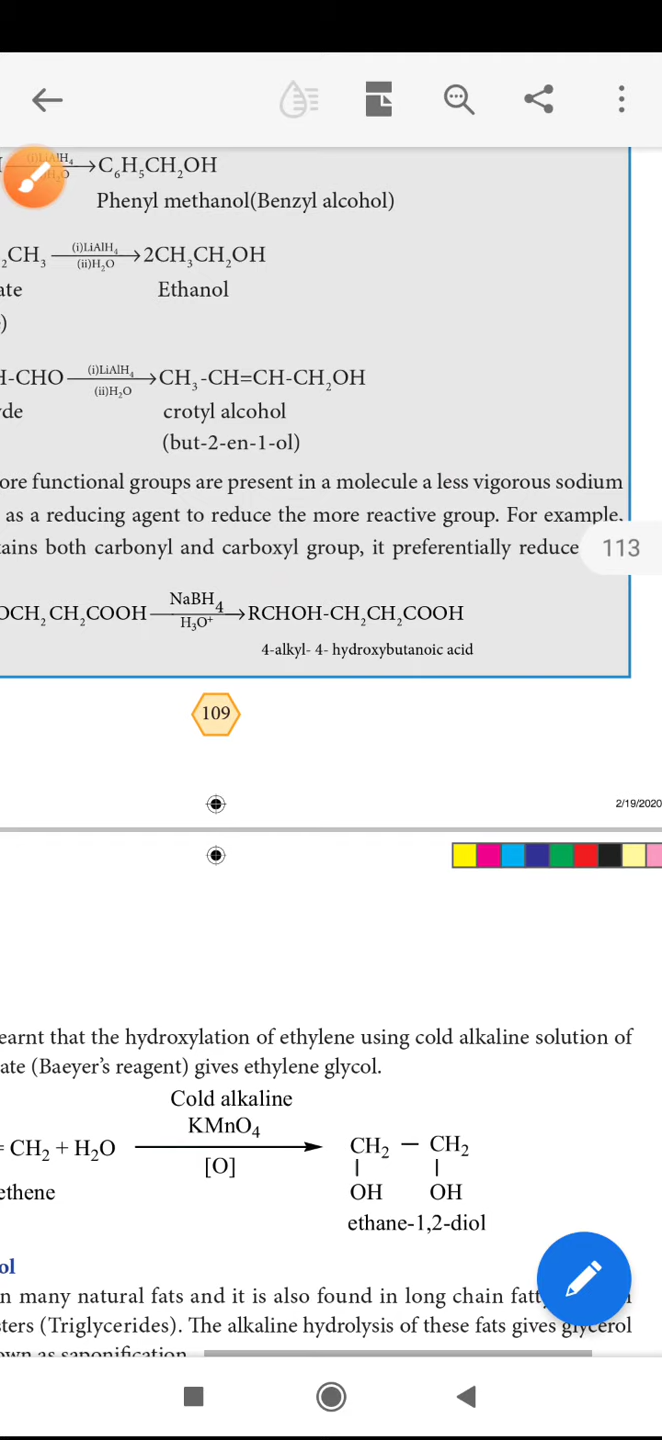 (i)LiAlH₄
H₂O
→C₆H₅CH₂OH
Phenyl methanol(Benzyl alcohol)
₂CH₃ (i)LiAlH₄ (ii)H₂O →2CH₃CH₂OH
ate Ethanol
)
H-CHO (i)LiAlH₄ (ii)H₂O →CH₃-CH=CH-CH₂OH
de crotyl alcohol
(but-2-en-1-ol)
ore functional groups are present in a molecule a less vigorous sodium
as a reducing agent to reduce the more reactive group. For example,
ains both carbonyl and carboxyl group, it preferentially reduce
113
OCH₂CH₂COOH NaBH₄ H₃O⁺ →RCHOH-CH₂CH₂COOH
4-alkyl- 4- hydroxybutanoic acid
109
2/19/2020
earnt that the hydroxylation of ethylene using cold alkaline solution of
ate (Baeyer’s reagent) gives ethylene glycol.
Cold alkaline
KMnO₄
= CH₂ + H₂O → CH₂ — CH₂
[O]
ethene OH OH
ethane-1,2-diol
ol
n many natural fats and it is also found in long chain fatt
sters (Triglycerides). The alkaline hydrolysis of these fats gives glycerol
own as saponification